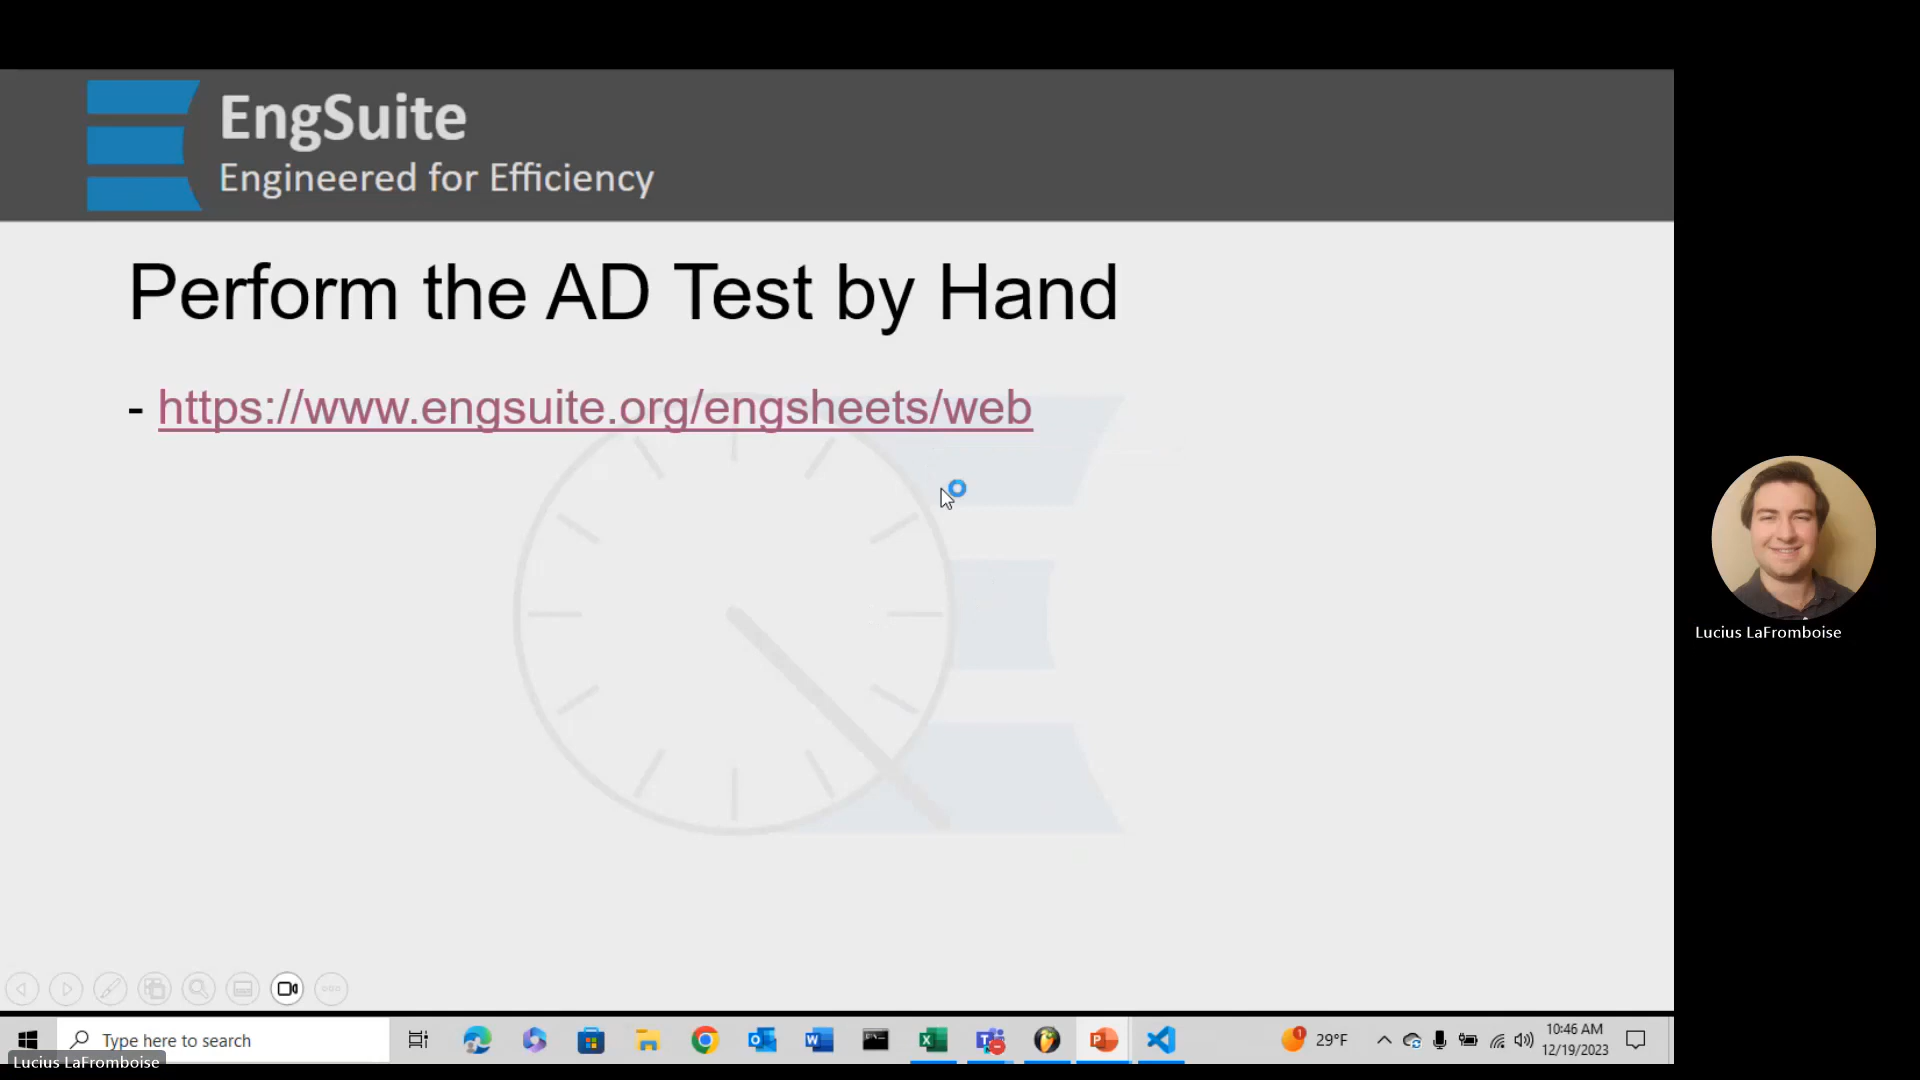 EngSuite
Engineered for Efficiency
Perform the AD Test by Hand
- https://www.engsuite.org/engsheets/web
Lucius LaFromboise
Type here to search
1
29°F
10:46 AM
12/19/2023
Lucius LaFromboise